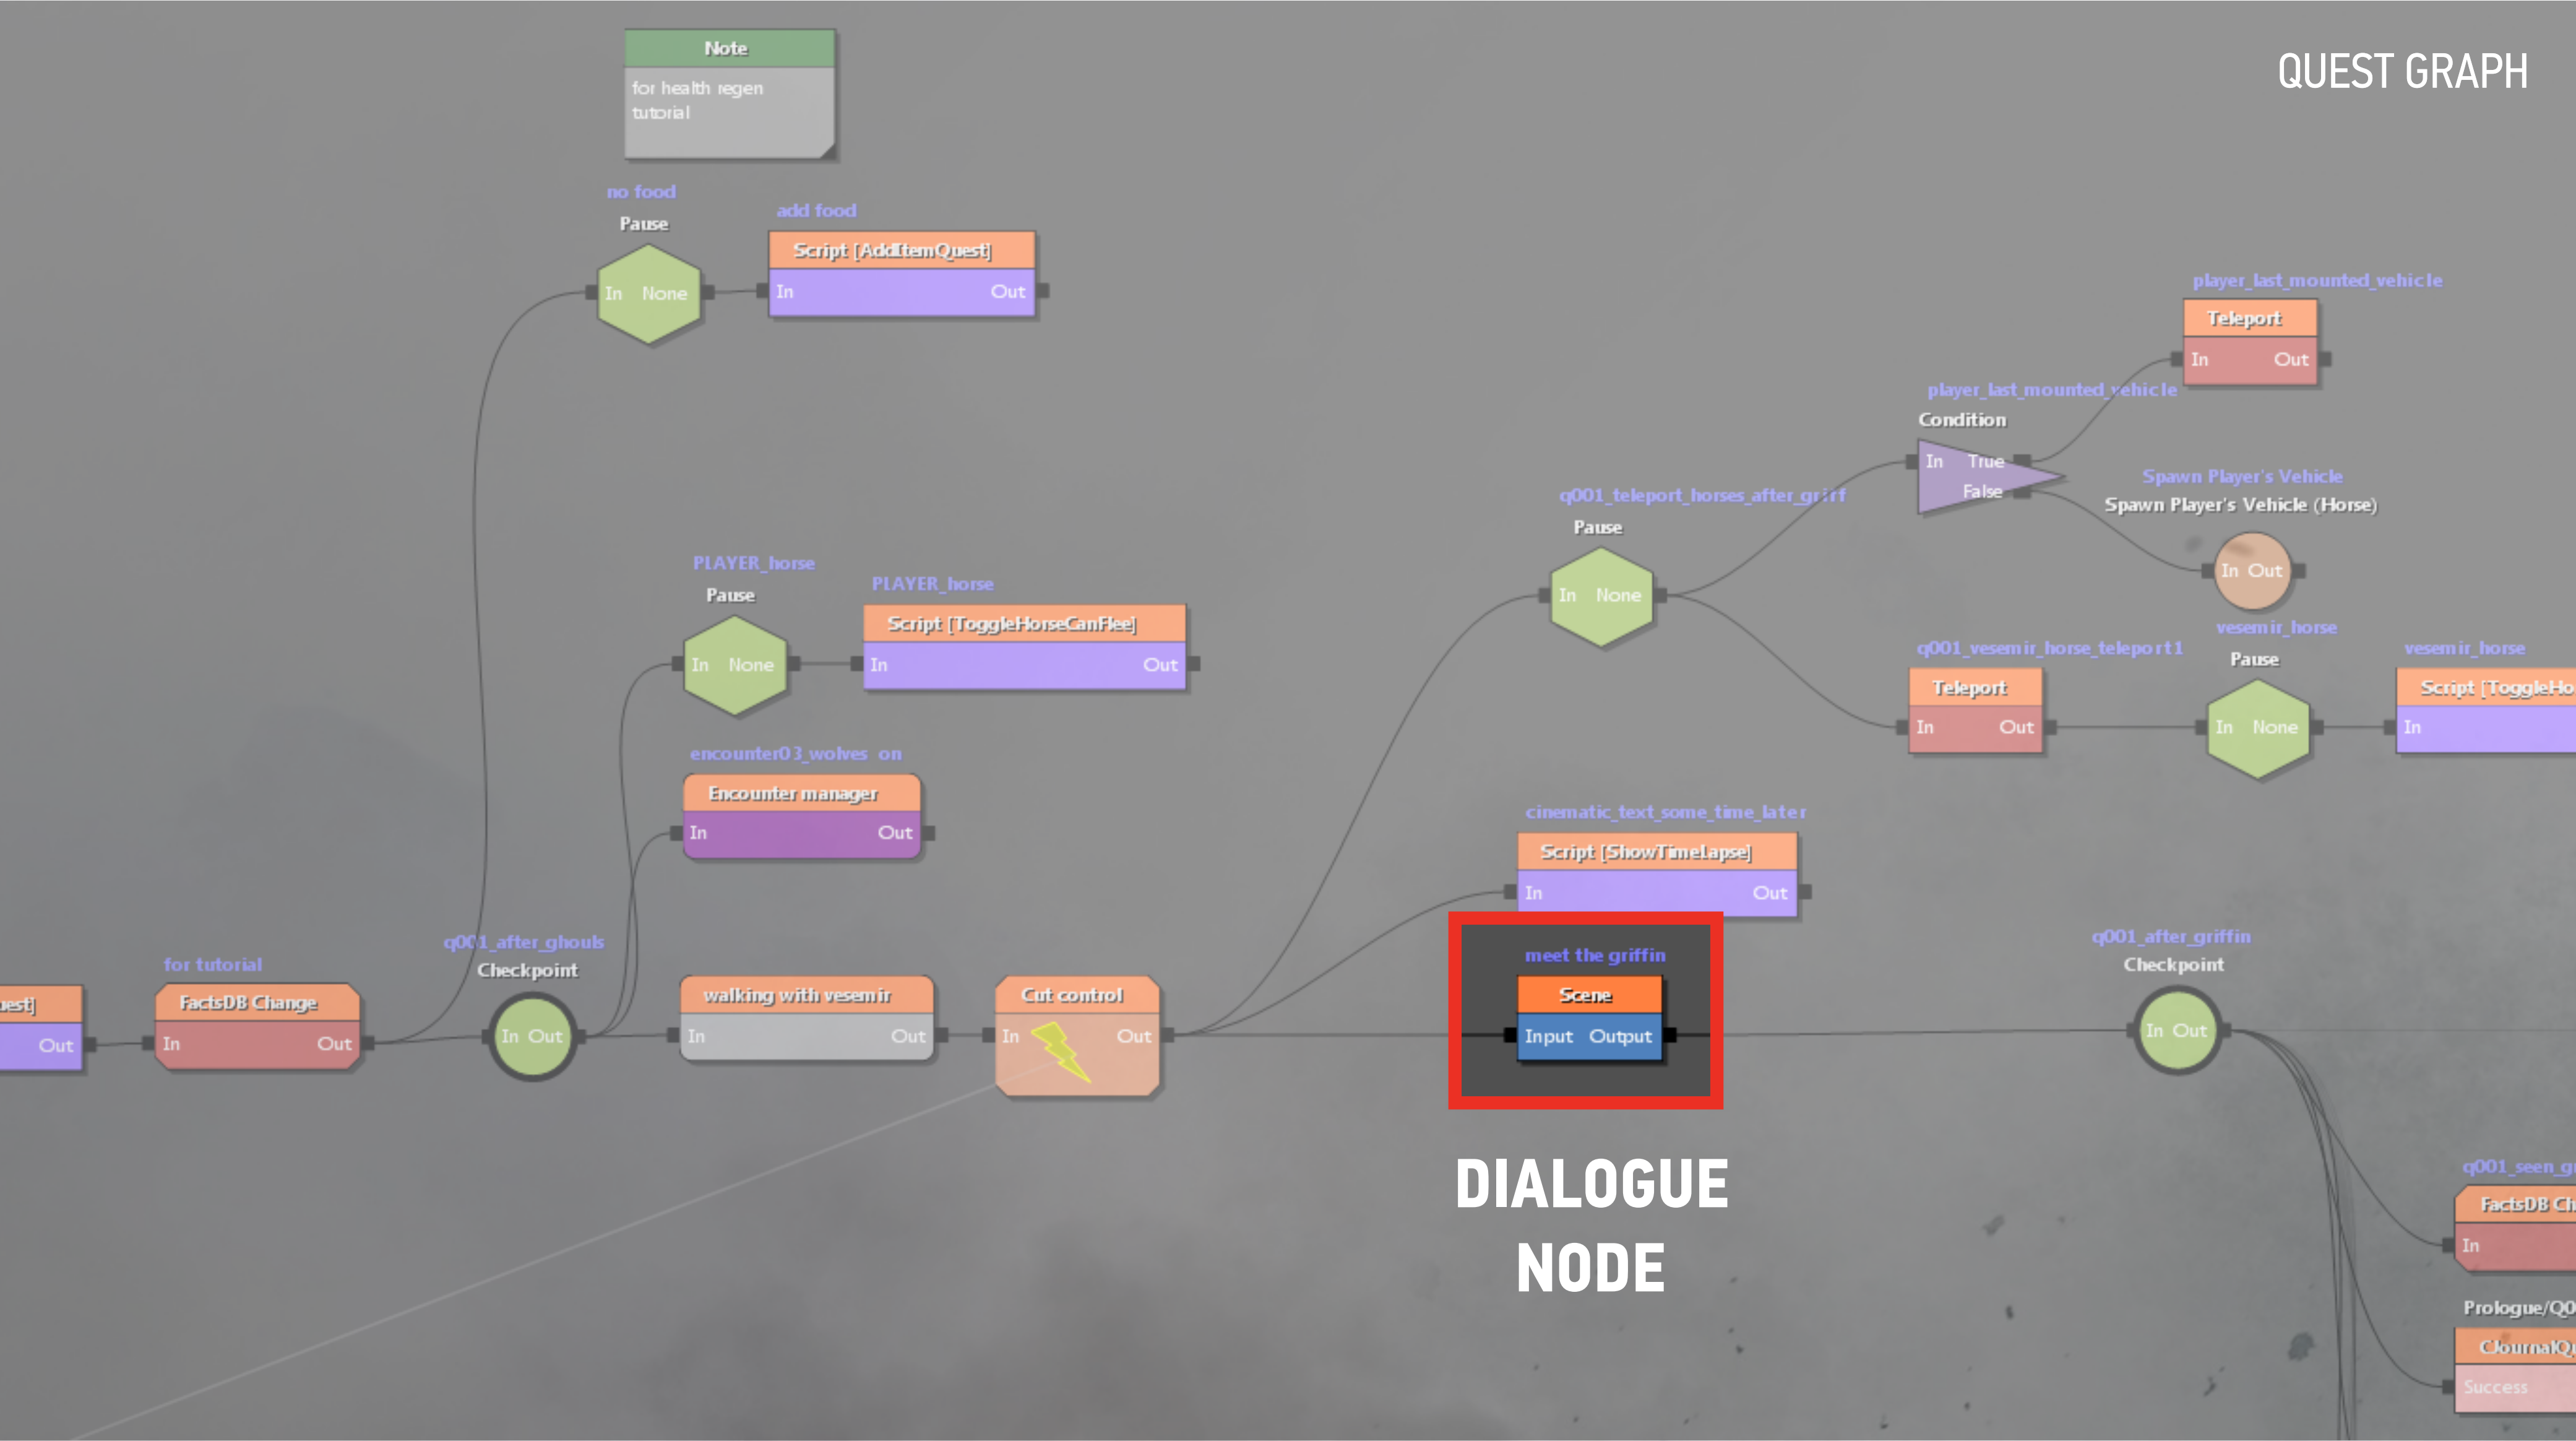 QUEST GRAPH
Note
for health regen
tutorial
no food
Pause
In None
add food
Script [AddItemQuest]
In Out
player_last_mounted_vehicle
Teleport
In Out
player_last_mounted_vehicle
Condition
In True
False
Spawn Player's Vehicle
Spawn Player's Vehicle (Horse)
In Out
q001_teleport_horses_after_griff
Pause
In None
PLAYER_horse
Pause
In None
PLAYER_horse
Script [ToggleHorseCanFlee]
In Out
q001_vesemir_horse_teleport1
Teleport
In Out
vesemir_horse
Pause
In None
vesemir_horse
Script [ToggleHo
In
encounter03_wolves on
Encounter manager
In Out
cinematic_text_some_time_later
Script [ShowTimeLapse]
In Out
uest]
Out
for tutorial
FactsDB Change
In Out
q001_after_ghouls
Checkpoint
In Out
walking with vesemir
In Out
Cut control
In Out
meet the griffin
Scene
Input Output
DIALOGUE
NODE
q001_after_griffin
Checkpoint
In Out
q001_seen_gr
FactsDB Ch
In
Prologue/Q0
CJournalQu
Success